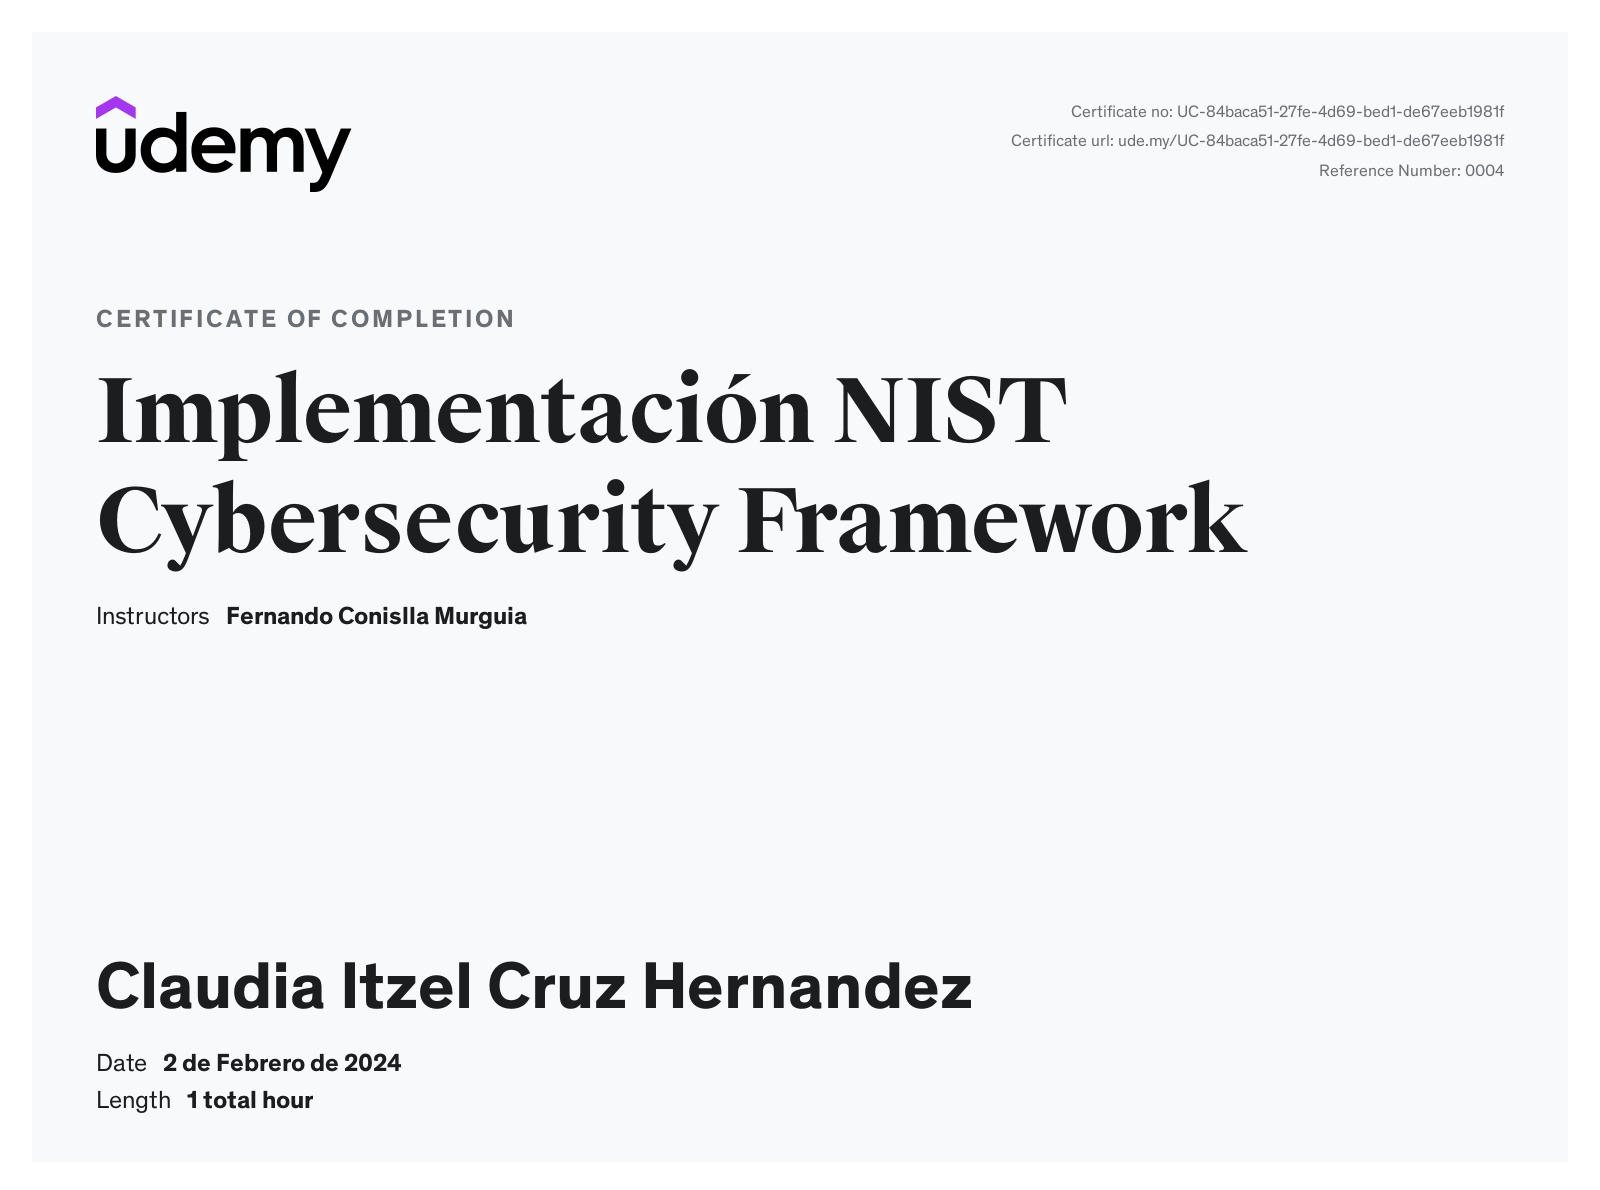 udemy
Certificate no: UC-84baca51-27fe-4d69-bed1-de67eeb1981f
Certificate url: ude.my/UC-84baca51-27fe-4d69-bed1-de67eeb1981f
Reference Number: 0004
CERTIFICATE OF COMPLETION
Implementación NIST
Cybersecurity Framework
Instructors Fernando Conislla Murguia
Claudia Itzel Cruz Hernandez
Date 2 de Febrero de 2024
Length 1 total hour